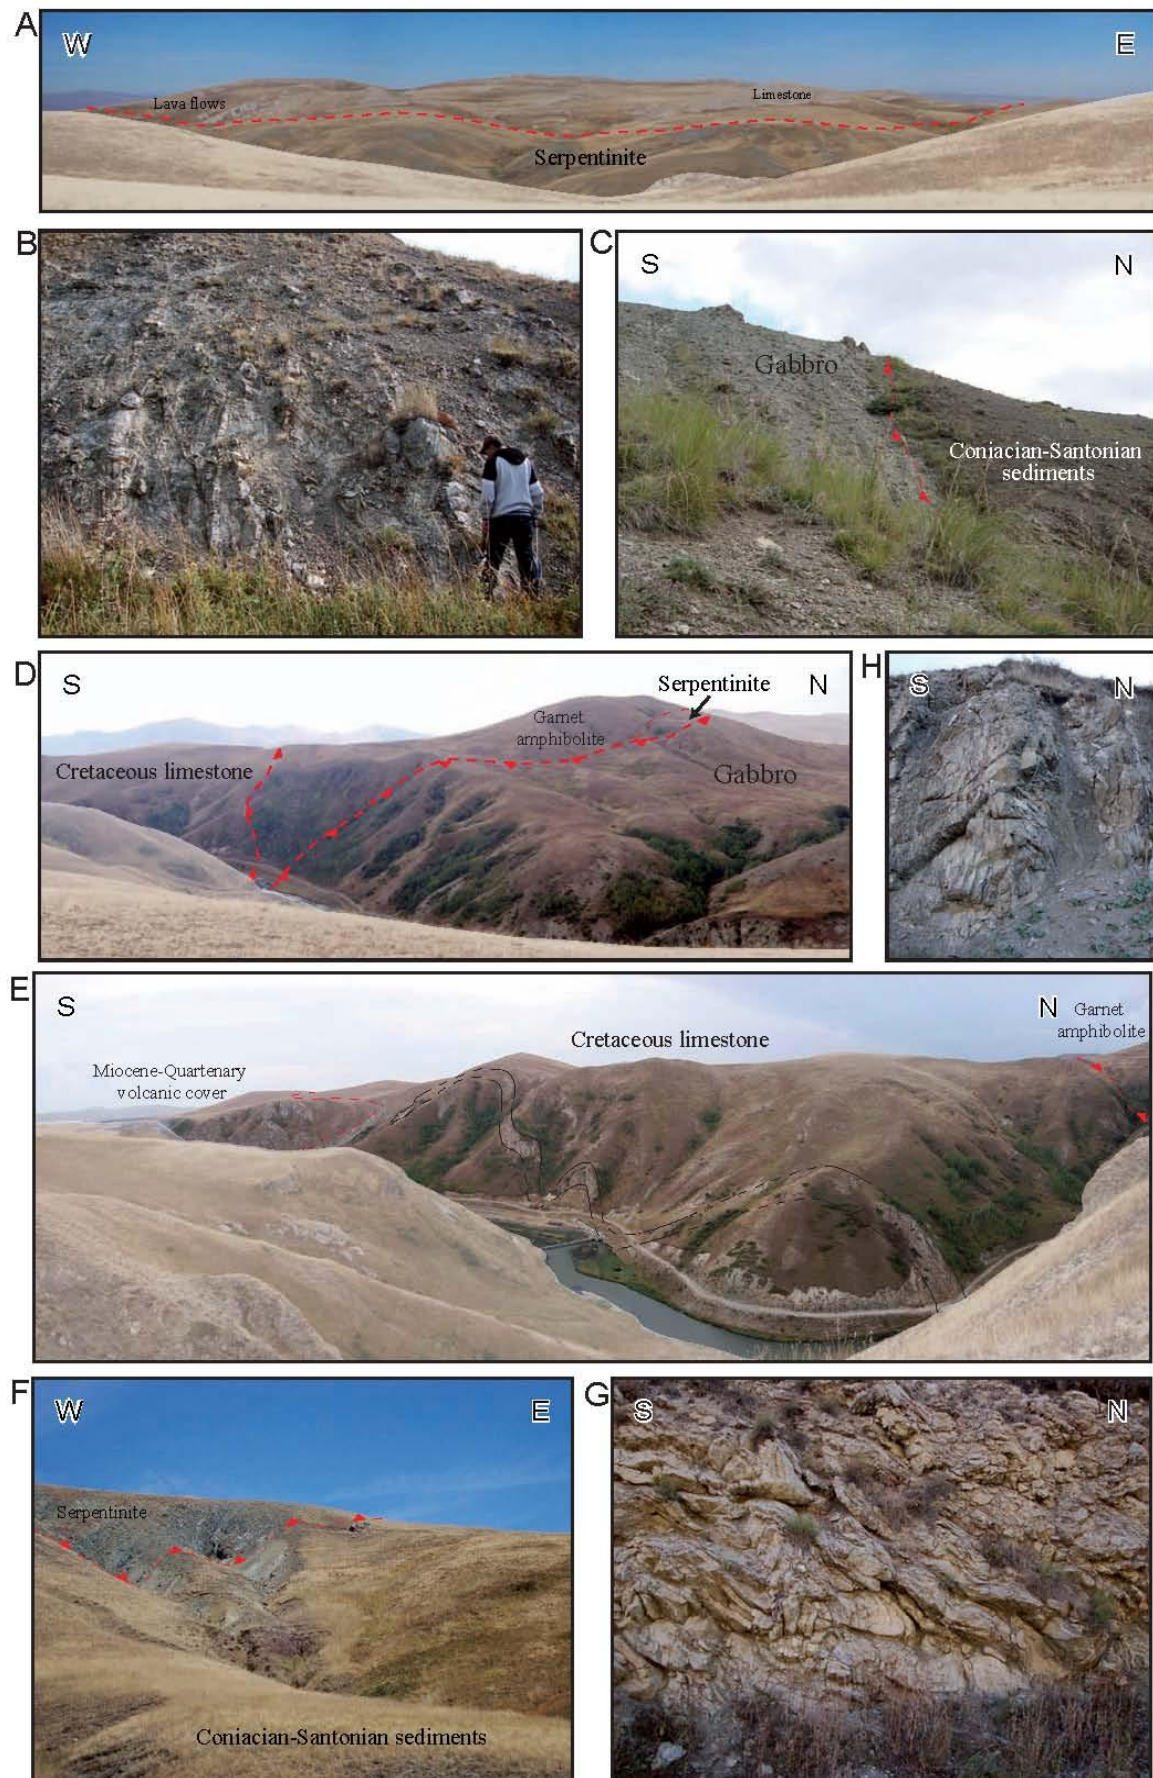 A
W
E
Lava flows
Limestone
Serpentinite
B
C
S
N
Gabbro
Coniacian-Santonian
sediments
D
S
N
Serpentinite
Garnet
amphibolite
Cretaceous limestone
Gabbro
H
S
N
E
S
N
Garnet
amphibolite
Cretaceous limestone
Miocene-Quartenary
volcanic cover
F
W
E
Serpentinite
Coniacian-Santonian sediments
G
S
N